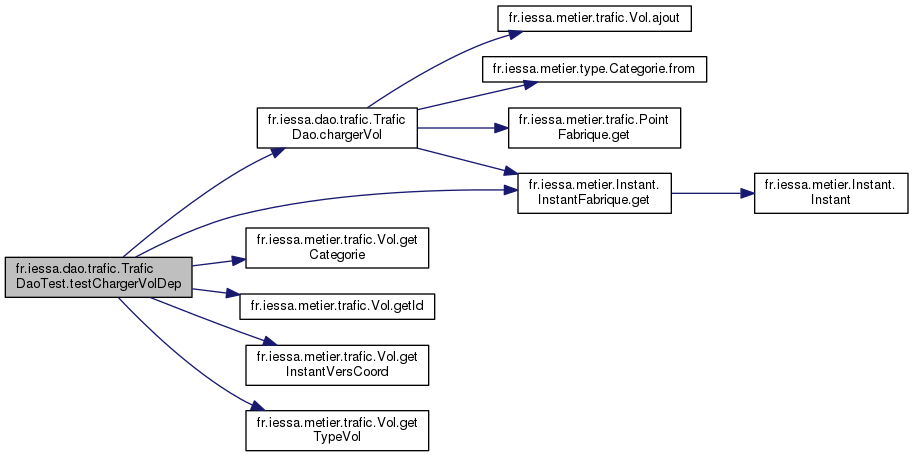 fr.iessa.metier.trafic.Vol.ajout
fr.iessa.metier.type.Categorie.from
fr.iessa.dao.trafic.Trafic
Dao.chargerVol
fr.iessa.metier.trafic.Point
Fabrique.get
fr.iessa.metier.Instant.
InstantFabrique.get
fr.iessa.metier.Instant.
Instant
fr.iessa.dao.trafic.Trafic
DaoTest.testChargerVolDep
fr.iessa.metier.trafic.Vol.get
Categorie
fr.iessa.metier.trafic.Vol.getId
fr.iessa.metier.trafic.Vol.get
InstantVersCoord
fr.iessa.metier.trafic.Vol.get
TypeVol